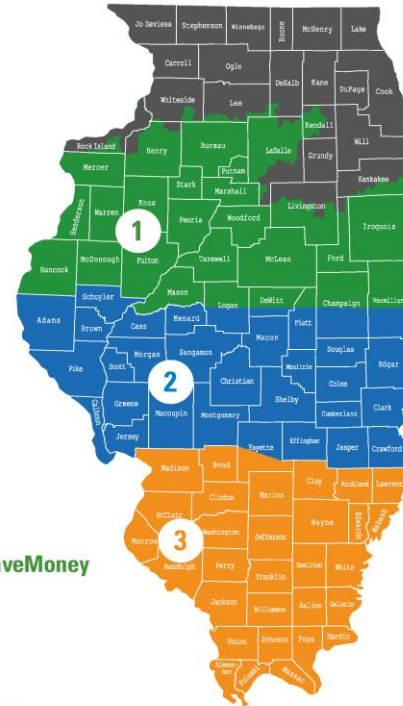 Jo Daviess Stephenson Winnebago Boone McHenry Lake
Carroll Ogle DeKalb Kane DuPage Cook
Whiteside Lee Kendall Will
Rock Island Henry Bureau LaSalle Grundy
Mercer Putnam Kankakee
Henderson Warren Knox Stark Marshall Livingston
Peoria Woodford Iroquois
1
Hancock McDonough Fulton Tazewell McLean Ford
Schuyler Mason Logan DeWitt Champaign Vermilion
Adams Brown Cass Menard Macon Piatt
Douglas Edgar
Pike Scott Morgan Sangamon Moultrie
2
Christian Coles
Calhoun Greene Macoupin Shelby Cumberland Clark
Montgomery
Jersey Fayette Effingham Jasper Crawford
Madison Bond Clay Richland Lawrence
Clinton Marion
StClair Wayne Edwards Wabash
3
Monroe Washington Jefferson
aveMoney
Randolph Perry Hamilton White
Franklin
Jackson Williamson Saline Gallatin
Union Johnson Pope Hardin
Alexan-
der Pulaski Massac